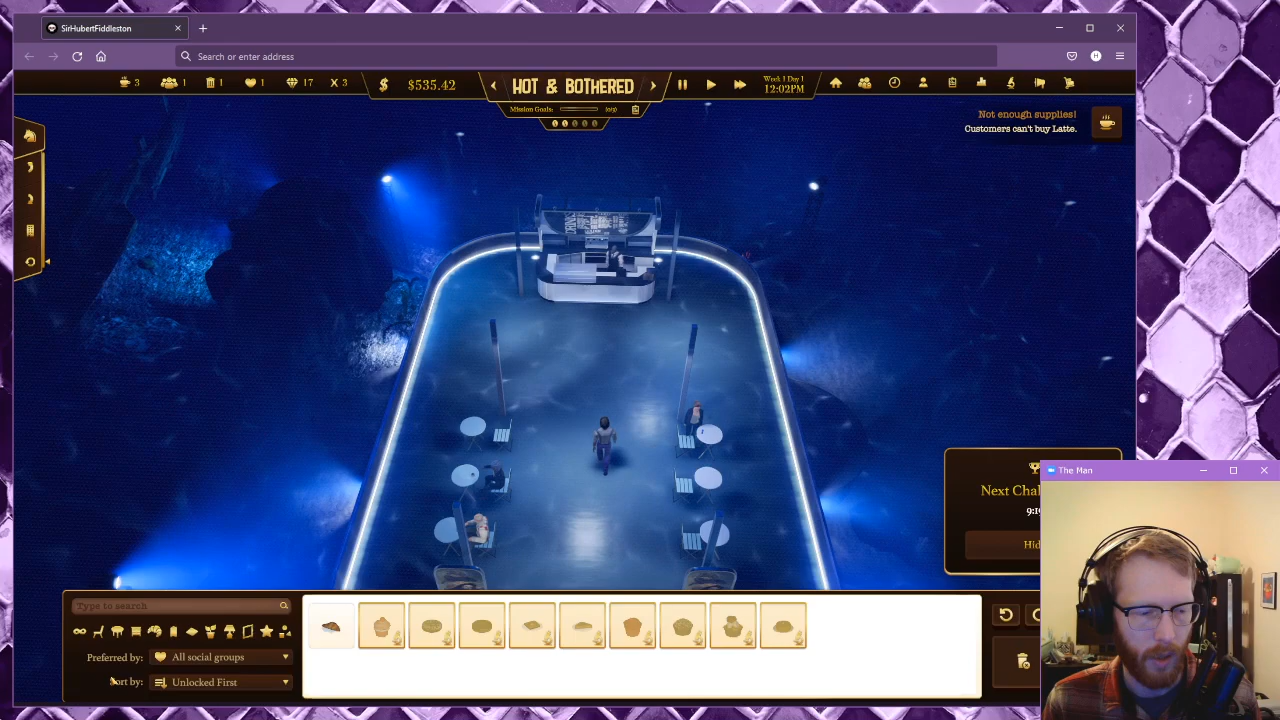 SirHubertFiddleston
Search or enter address
H
3
1
1
1
17
X 3
$ $535.42
HOT & BOTHERED
Week 1 Day 1
12:02PM
Mission Goals:
Not enough supplies!
Customers can't buy Latte.
Next Chal
Hid
The Man
Type to search
Preferred by:
All social groups
Sort by:
Unlocked First